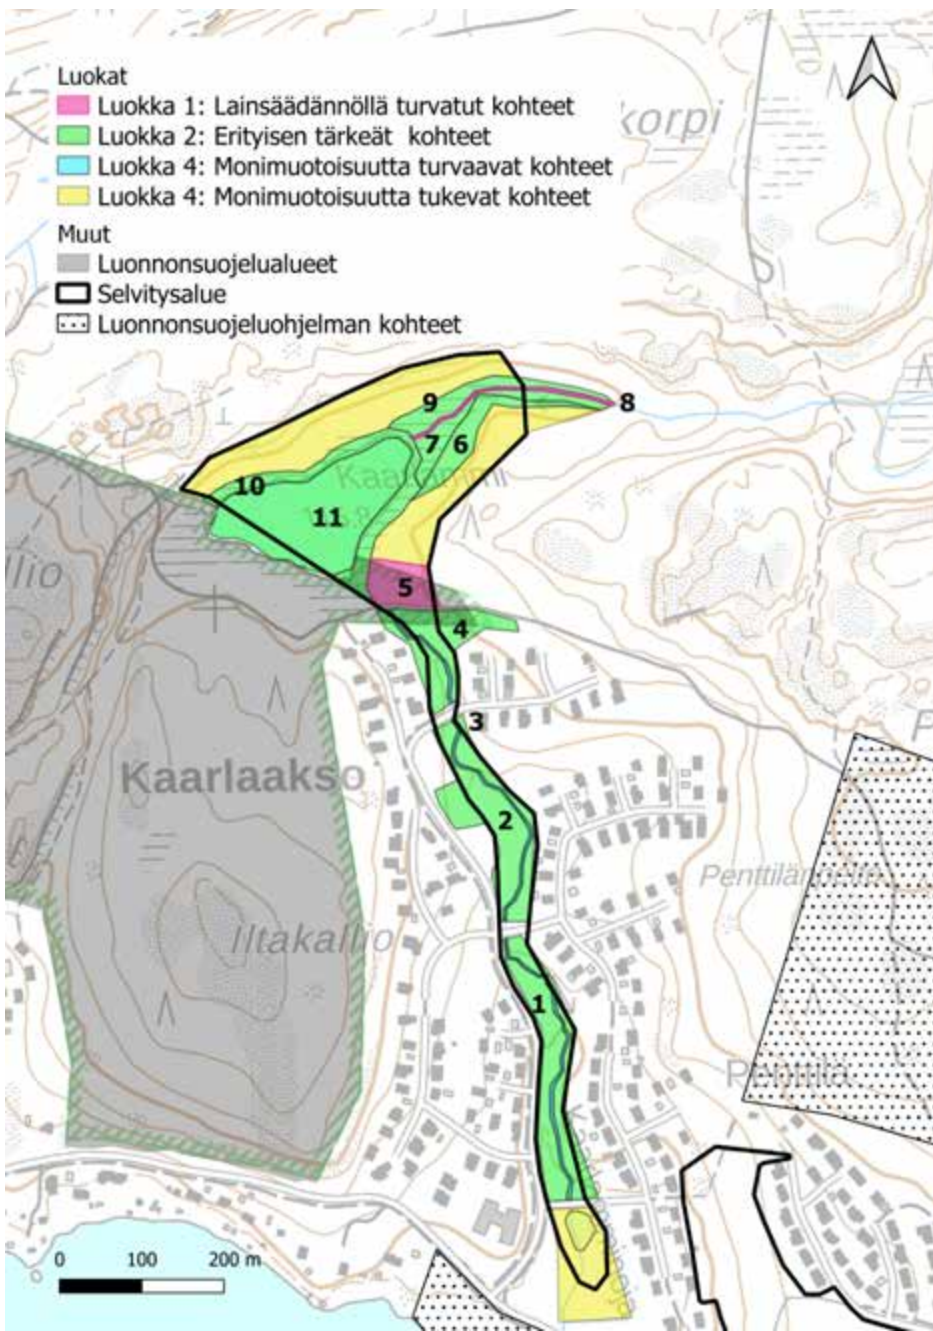 Luokat
Luokka 1: Lainsäädännöllä turvatut kohteet
Luokka 2: Erityisen tärkeät kohteet
Luokka 4: Monimuotoisuutta turvaavat kohteet
Luokka 4: Monimuotoisuutta tukevat kohteet
Muut
Luonnonsuojelualueet
Selvitysalue
Luonnonsuojeluohjelman kohteet
korpi
9
8
7
6
10
11
llio
5
4
3
Kaarlaakso
2
Iltakallio
1
Penttilä
0 100 200 m